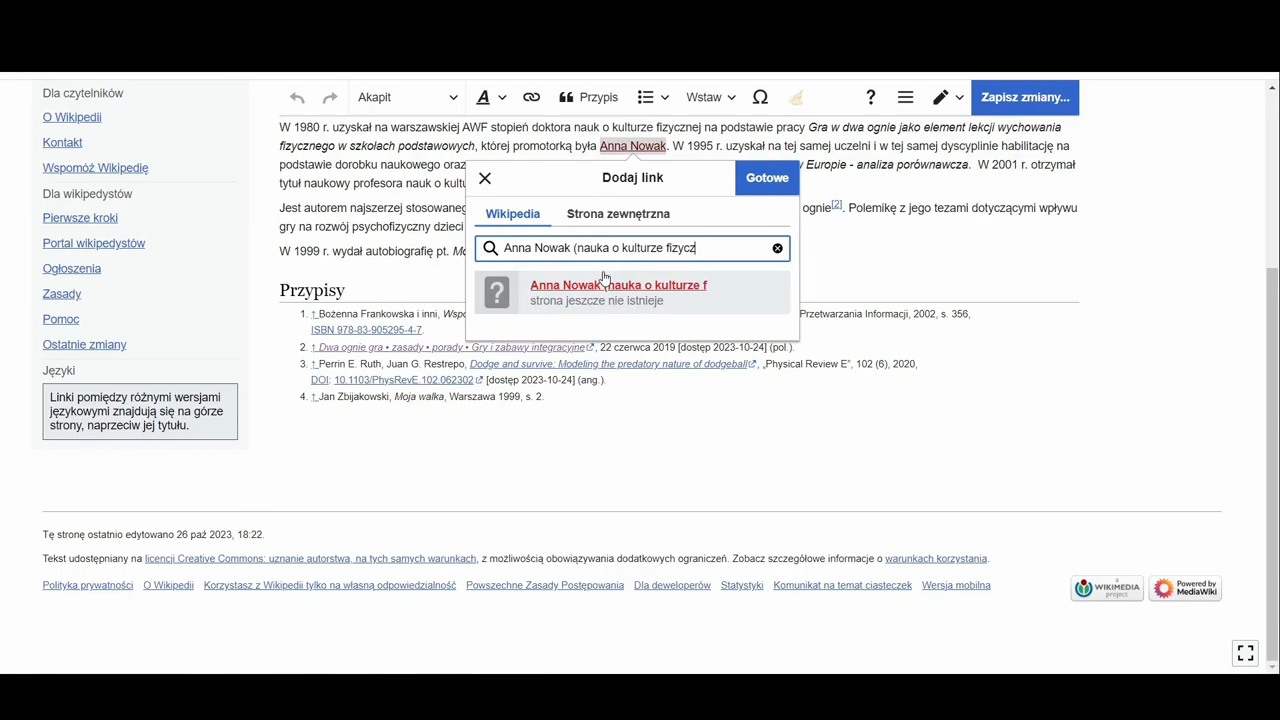 Dla czytelników
O Wikipedii
Kontakt
Wspomóż Wikipedię
Dla wikipedystów
Pierwsze kroki
Portal wikipedystów
Ogłoszenia
Zasady
Pomoc
Ostatnie zmiany
Języki
Linki pomiędzy różnymi wersjami
językowymi znajdują się na górze
strony, naprzeciw jej tytułu.
Akapit
A
Przypis
Wstaw
Ω
?
Zapisz zmiany...
W 1980 r. uzyskał na warszawskiej AWF stopień doktora nauk o kulturze fizycznej na podstawie pracy Gra w dwa ognie jako element lekcji wychowania
fizycznego w szkołach podstawowych, której promotorką była Anna Nowak. W 1995 r. uzyskał na tej samej uczelni i w tej samej dyscyplinie habilitację na
podstawie dorobku naukowego oraz y Europie - analiza porównawcza. W 2001 r. otrzymał
tytuł naukowy profesora nauk o kultu
Jest autorem najszerzej stosowaneg ognie[2]. Polemikę z jego tezami dotyczącymi wpływu
gry na rozwój psychofizyczny dzieci
W 1999 r. wydał autobiografię pt. Mo
Dodaj link
Gotowe
Wikipedia
Strona zewnętrzna
Anna Nowak (nauka o kulturze fizycz
Anna Nowak (nauka o kulturze f
strona jeszcze nie istnieje
Przypisy
1. ↑ Bożenna Frankowska i inni, Wspo Przetwarzania Informacji, 2002, s. 356,
ISBN 978-83-905295-4-7.
2. ↑ Dwa ognie gra • zasady • porady • Gry i zabawy integracyjne, 22 czerwca 2019 [dostęp 2023-10-24] (pol.).
3. ↑ Perrin E. Ruth, Juan G. Restrepo, Dodge and survive: Modeling the predatory nature of dodgeball, „Physical Review E”, 102 (6), 2020,
DOI: 10.1103/PhysRevE.102.062302 [dostęp 2023-10-24] (ang.).
4. ↑ Jan Zbijakowski, Moja walka, Warszawa 1999, s. 2.
Tę stronę ostatnio edytowano 26 paź 2023, 18:22.
Tekst udostępniany na licencji Creative Commons: uznanie autorstwa, na tych samych warunkach, z możliwością obowiązywania dodatkowych ograniczeń. Zobacz szczegółowe informacje o warunkach korzystania.
Polityka prywatności
O Wikipedii
Korzystasz z Wikipedii tylko na własną odpowiedzialność
Powszechne Zasady Postępowania
Dla deweloperów
Statystyki
Komunikat na temat ciasteczek
Wersja mobilna
a
WIKIMEDIA
project
Powered by
MediaWiki